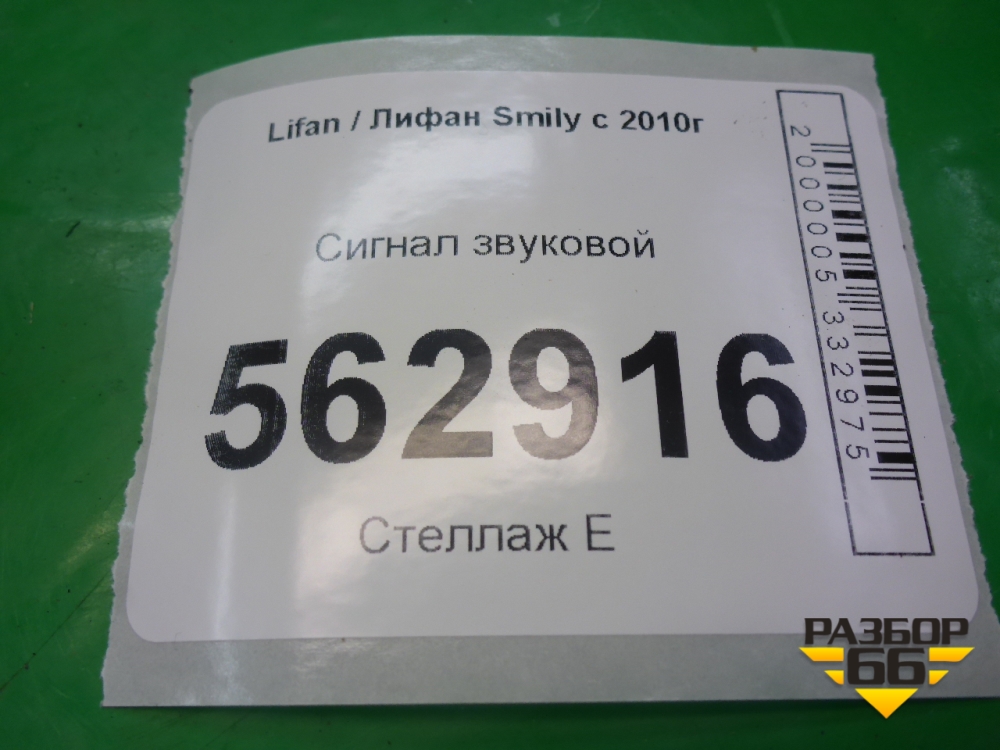 Lifan / Лифан Smily с 2010г
Сигнал звуковой
562916
Стеллаж Е
2000005332975
РАЗБОР
66